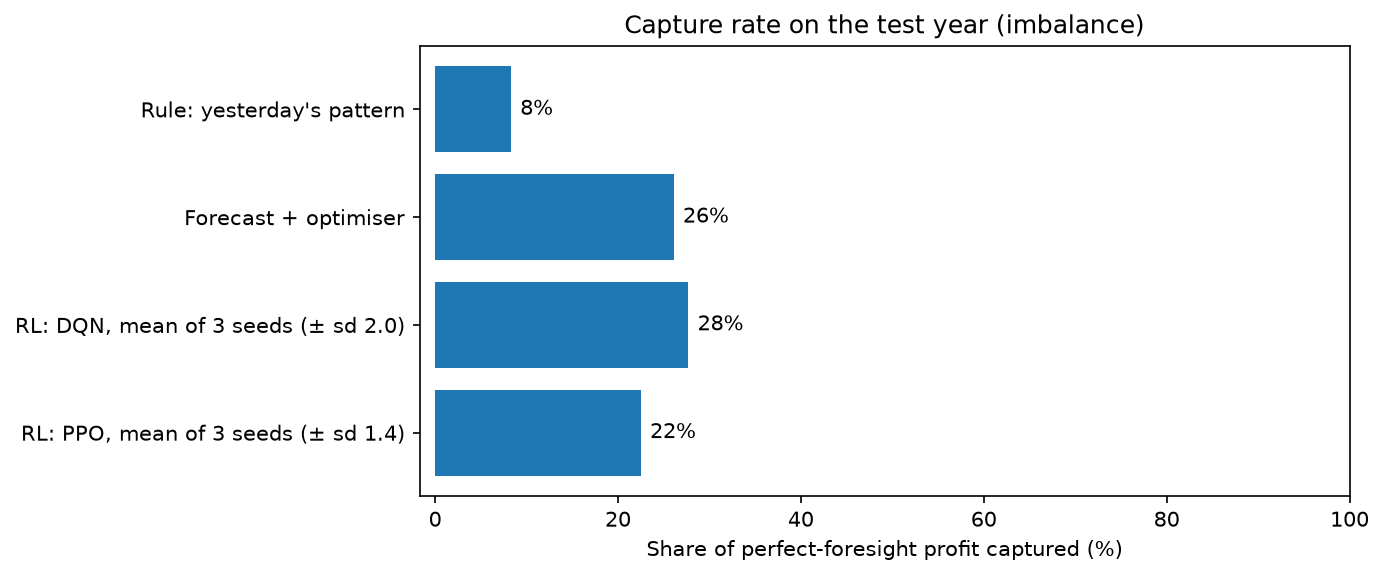 Capture rate on the test year (imbalance)
Rule: yesterday's pattern
8%
Forecast + optimiser
26%
RL: DQN, mean of 3 seeds (± sd 2.0)
28%
RL: PPO, mean of 3 seeds (± sd 1.4)
22%
0 20 40 60 80 100
Share of perfect-foresight profit captured (%)